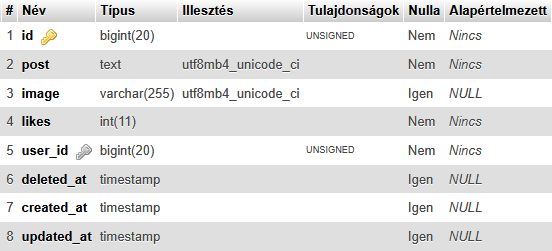 # Név Típus Illesztés Tulajdonságok Nulla Alapértelmezett
1 id bigint(20) UNSIGNED Nem Nincs
2 post text utf8mb4_unicode_ci Nem Nincs
3 image varchar(255) utf8mb4_unicode_ci Igen NULL
4 likes int(11) Nem Nincs
5 user_id bigint(20) UNSIGNED Nem Nincs
6 deleted_at timestamp Igen NULL
7 created_at timestamp Igen NULL
8 updated_at timestamp Igen NULL